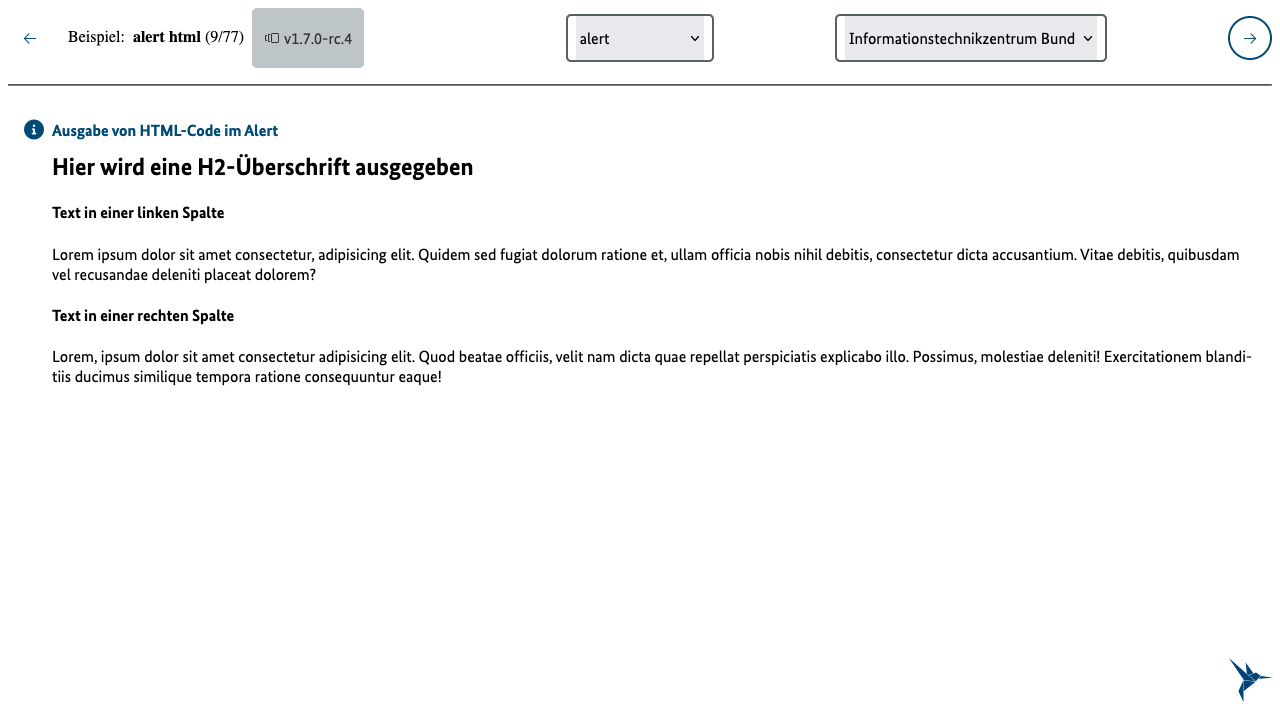 Beispiel: alert html (9/77)
v1.7.0-rc.4
alert
Informationstechnikzentrum Bund
Ausgabe von HTML-Code im Alert
Hier wird eine H2-Überschrift ausgegeben
Text in einer linken Spalte
Lorem ipsum dolor sit amet consectetur, adipisicing elit. Quidem sed fugiat dolorum ratione et, ullam officia nobis nihil debitis, consectetur dicta accusantium. Vitae debitis, quibusdam
vel recusandae deleniti placeat dolorem?
Text in einer rechten Spalte
Lorem, ipsum dolor sit amet consectetur adipisicing elit. Quod beatae officiis, velit nam dicta quae repellat perspiciatis explicabo illo. Possimus, molestiae deleniti! Exercitationem blandi-
tiis ducimus similique tempora ratione consequuntur eaque!